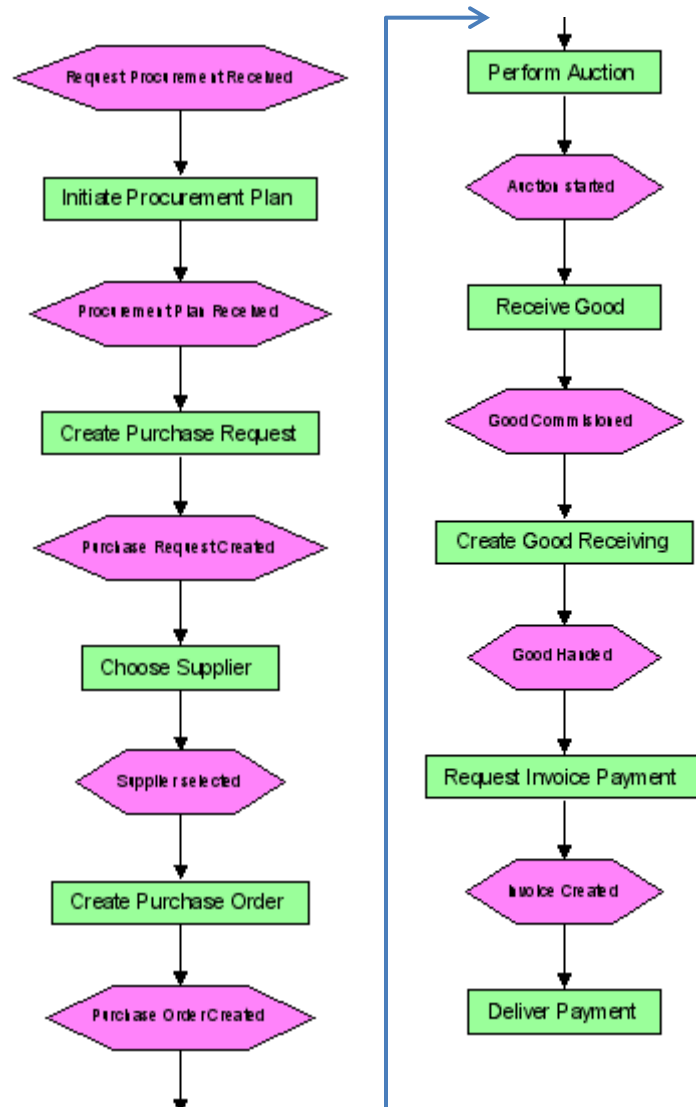 Request Procurement Received
Initiate Procurement Plan
Procurement Plan Received
Create Purchase Request
Purchase Request Created
Choose Supplier
Supplier selected
Create Purchase Order
Purchase Order Created
Perform Auction
Auction started
Receive Good
Good Commisioned
Create Good Receiving
Good Handed
Request Invoice Payment
Invoice Created
Deliver Payment